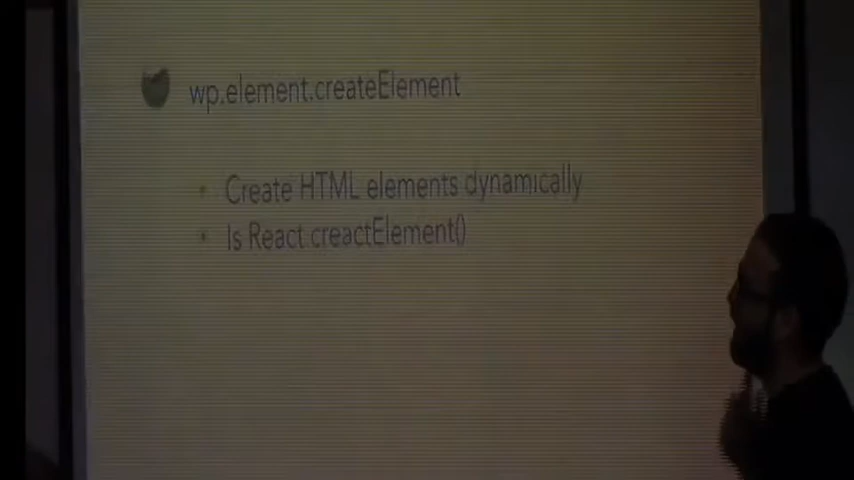 wp.element.createElement
• Create HTML elements dynamically
• Is React creactElement()